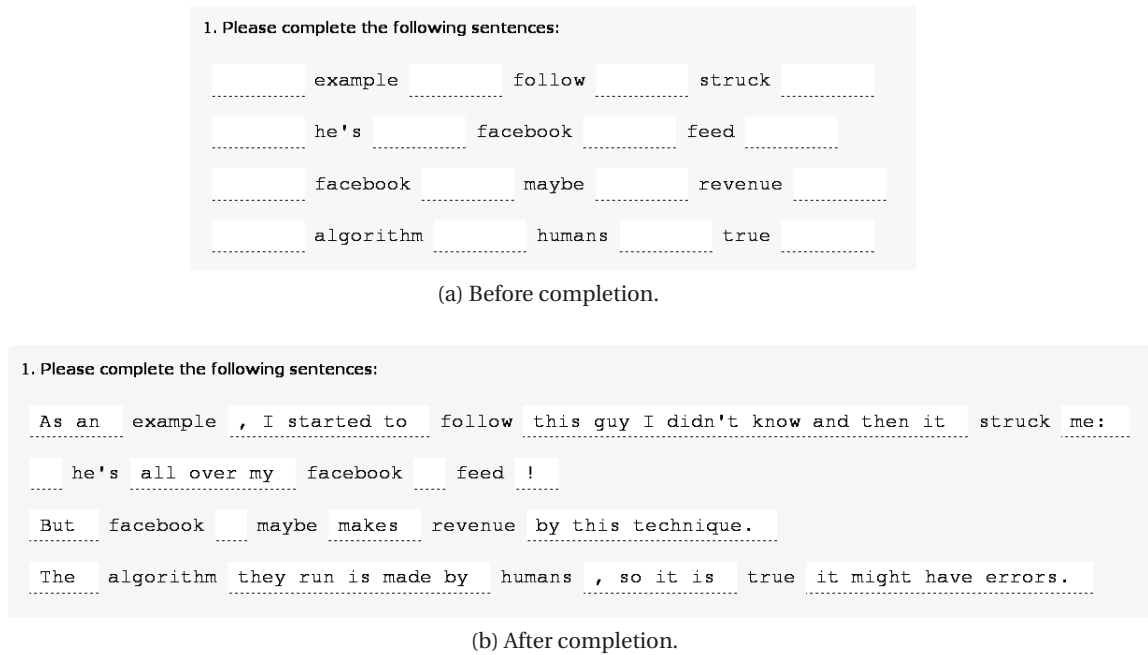 1. Please complete the following sentences:
example follow struck
he's facebook feed
facebook maybe revenue
algorithm humans true
(a) Before completion.
1. Please complete the following sentences:
As an example , I started to follow this guy I didn't know and then it struck me:
he's all over my facebook feed !
But facebook maybe makes revenue by this technique.
The algorithm they run is made by humans , so it is true it might have errors.
(b) After completion.